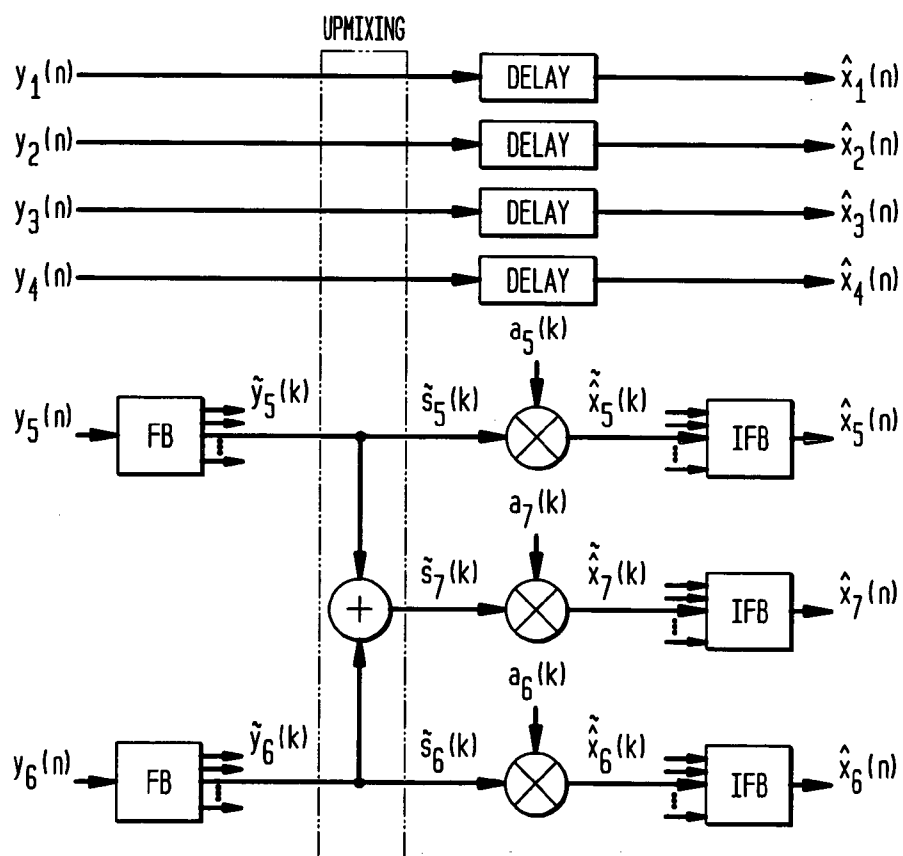 UPMIXING
y₁(n) DELAY x̂₁(n)
y₂(n) DELAY x̂₂(n)
y₃(n) DELAY x̂₃(n)
y₄(n) DELAY x̂₄(n)
a₅(k)
y₅(n) FB ỹ₅(k) s̃₅(k) x̂̃₅(k) IFB x̂₅(n)
a₇(k)
+ s̃₇(k) x̂̃₇(k) IFB x̂₇(n)
a₆(k)
y₆(n) FB ỹ₆(k) s̃₆(k) x̂̃₆(k) IFB x̂₆(n)